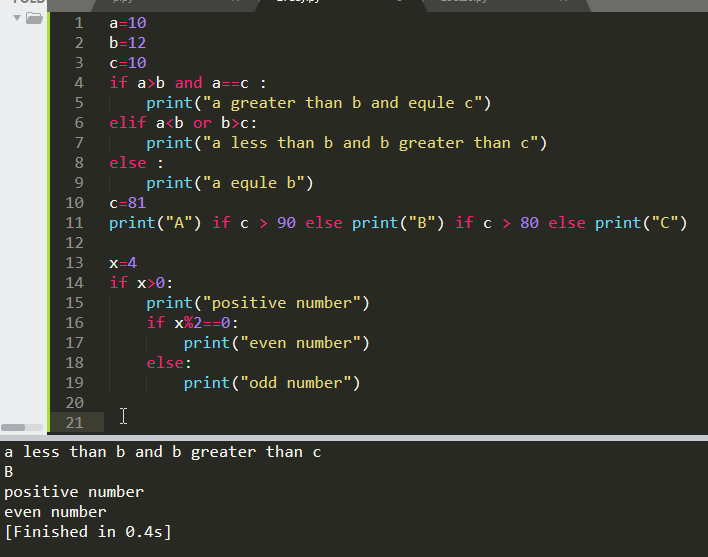 1 a=10
2 b=12
3 c=10
4 if a>b and a==c :
5     print("a greater than b and equle c")
6 elif a<b or b>c:
7     print("a less than b and b greater than c")
8 else :
9     print("a equle b")
10 c=81
11 print("A") if c > 90 else print("B") if c > 80 else print("C")
12
13 x=4
14 if x>0:
15     print("positive number")
16     if x%2==0:
17         print("even number")
18     else:
19         print("odd number")
20
21
a less than b and b greater than c
B
positive number
even number
[Finished in 0.4s]